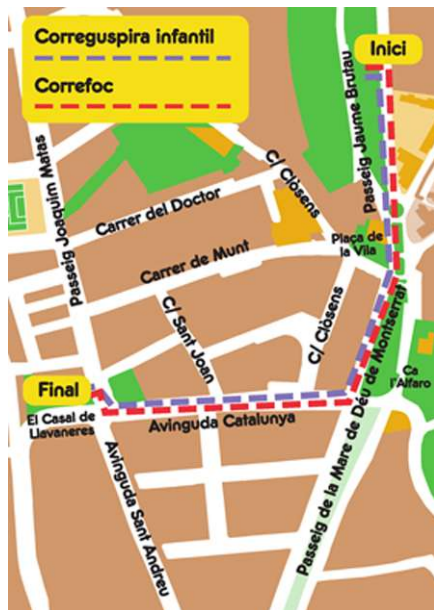 Correguspira infantil
Correfoc
Inici
Passeig Jaume Brutau
Passeig Joaquim Matas
C/ Clòsens
Carrer del Doctor
Plaça de
la Vila
Carrer de Munt
C/ Sant Joan
C/ Clòsens
Passeig de la Mare de Déu de Montserrat
Ca
l'Alfaro
Final
El Casal de
Llavaneres
Avinguda Catalunya
Avinguda Sant Andreu